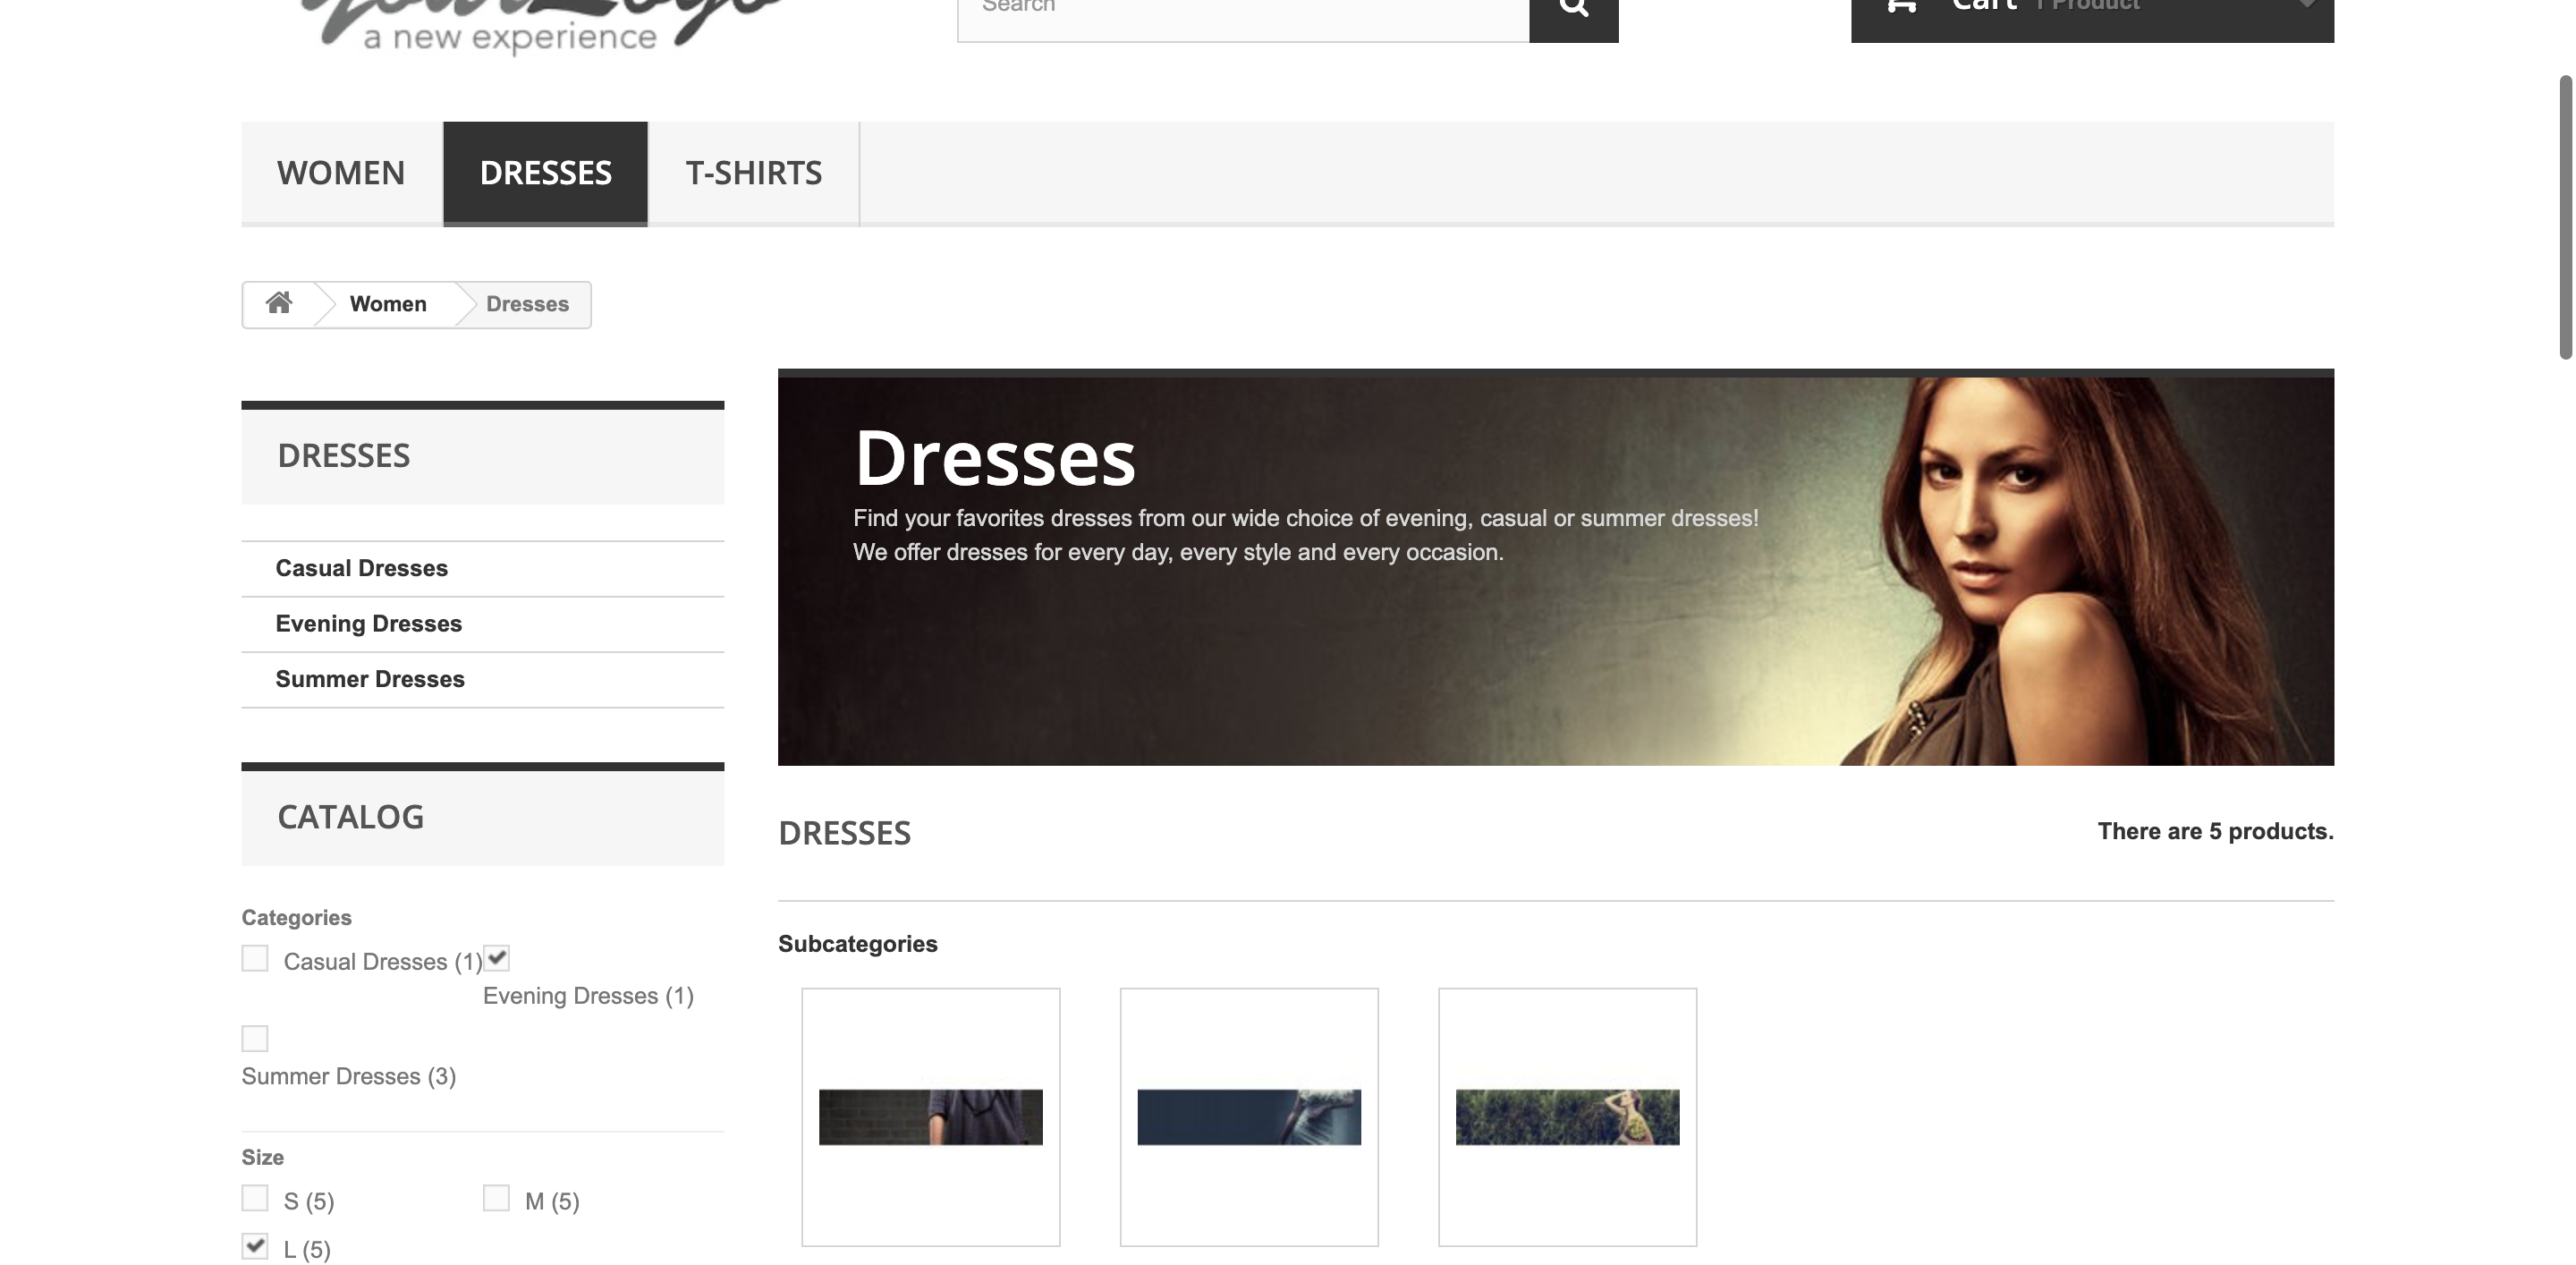 a new experience
Search
Cart 1 Product
WOMEN DRESSES T-SHIRTS
Women Dresses
DRESSES
Casual Dresses
Evening Dresses
Summer Dresses
CATALOG
Categories
Casual Dresses (1)
Evening Dresses (1)
Summer Dresses (3)
Size
S (5) M (5)
L (5)
Dresses
Find your favorites dresses from our wide choice of evening, casual or summer dresses!
We offer dresses for every day, every style and every occasion.
DRESSES There are 5 products.
Subcategories